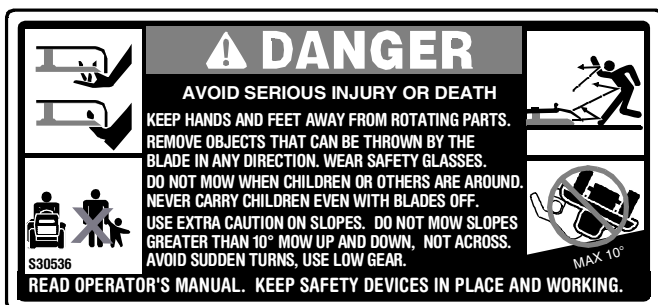 DANGER
AVOID SERIOUS INJURY OR DEATH
KEEP HANDS AND FEET AWAY FROM ROTATING PARTS.
REMOVE OBJECTS THAT CAN BE THROWN BY THE
BLADE IN ANY DIRECTION. WEAR SAFETY GLASSES.
DO NOT MOW WHEN CHILDREN OR OTHERS ARE AROUND.
NEVER CARRY CHILDREN EVEN WITH BLADES OFF.
USE EXTRA CAUTION ON SLOPES. DO NOT MOW SLOPES
GREATER THAN 10° MOW UP AND DOWN, NOT ACROSS.
AVOID SUDDEN TURNS, USE LOW GEAR.
S30536
MAX 10°
READ OPERATOR'S MANUAL. KEEP SAFETY DEVICES IN PLACE AND WORKING.